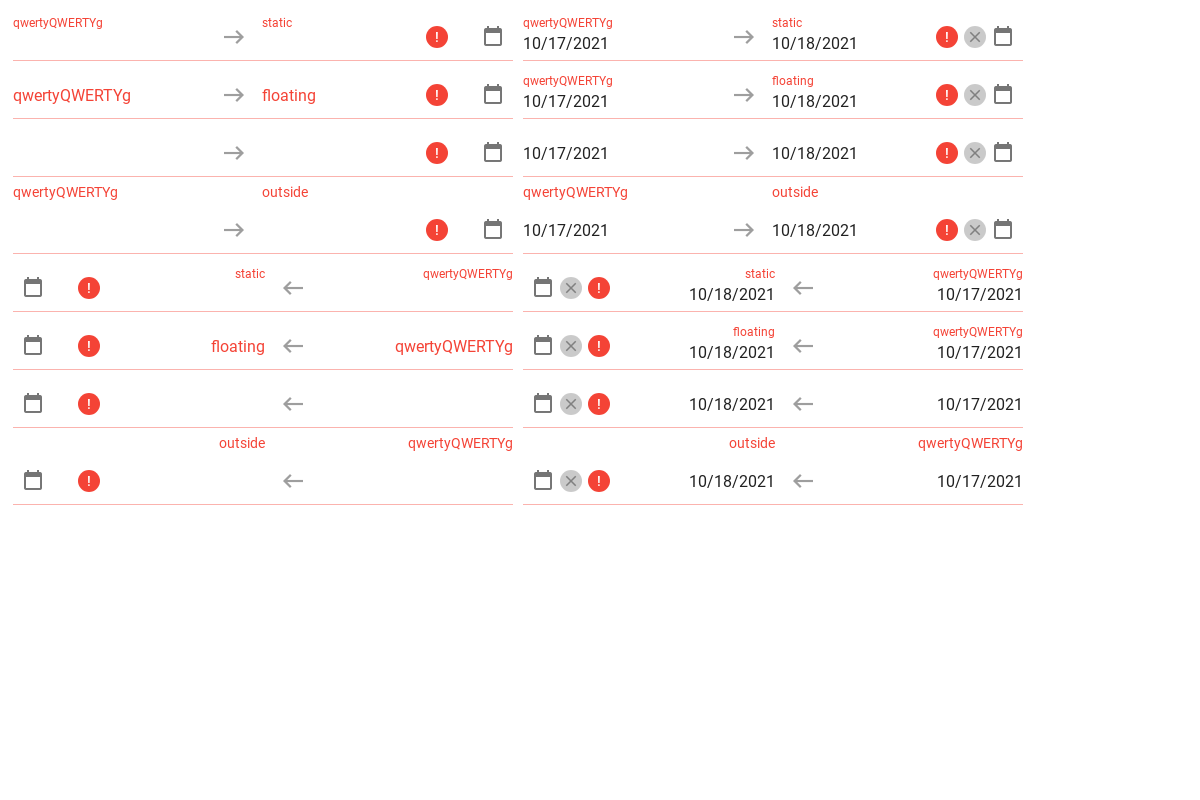 qwertyQWERTYg static qwertyQWERTYg static
10/17/2021 10/18/2021
qwertyQWERTYg floating
qwertyQWERTYg floating 10/17/2021 10/18/2021
10/17/2021 10/18/2021
qwertyQWERTYg outside qwertyQWERTYg outside
10/17/2021 10/18/2021
static qwertyQWERTYg static qwertyQWERTYg
10/18/2021 10/17/2021
floating qwertyQWERTYg
floating qwertyQWERTYg 10/18/2021 10/17/2021
10/18/2021 10/17/2021
outside qwertyQWERTYg outside qwertyQWERTYg
10/18/2021 10/17/2021